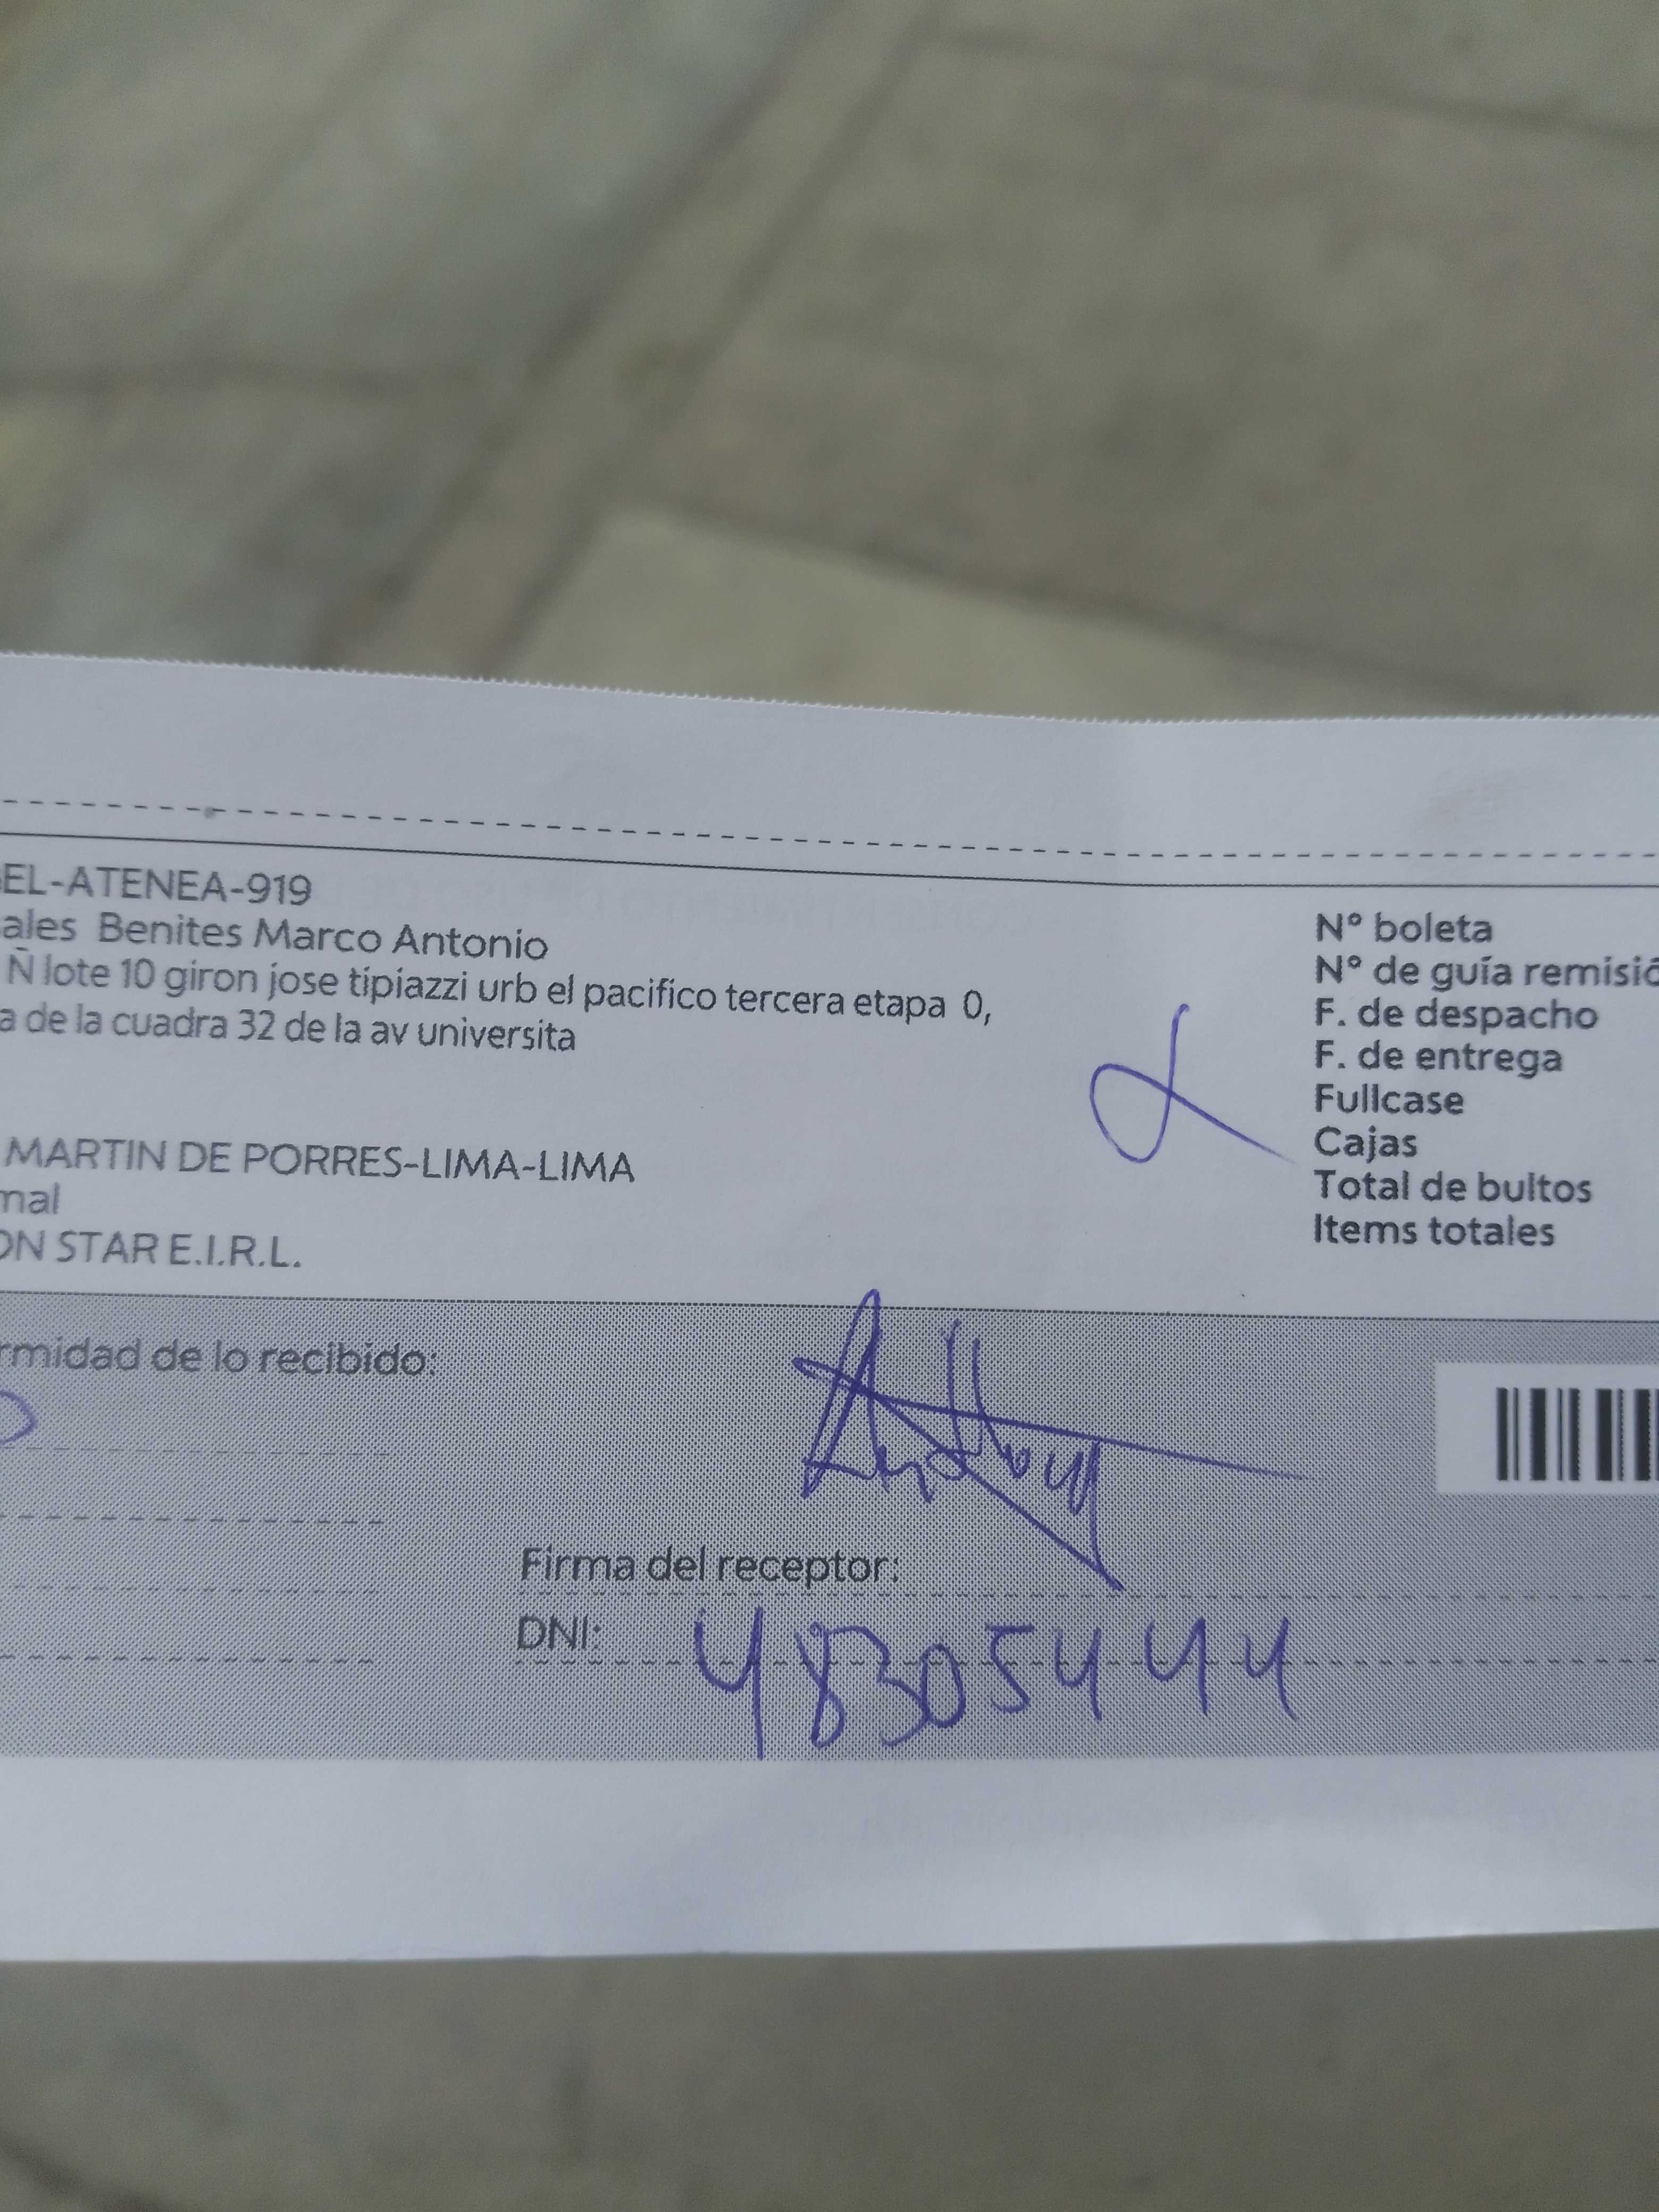 EL-ATENEA-919
ales Benites Marco Antonio
Ñ lote 10 giron jose tipiazzi urb el pacifico tercera etapa 0,
a de la cuadra 32 de la av universita
MARTIN DE PORRES-LIMA-LIMA
mal
ON STAR E.I.R.L.
N° boleta
N° de guía remisió
F. de despacho
F. de entrega
Fullcase
Cajas
Total de bultos
Items totales
rmidad de lo recibido:
Anthony
Firma del receptor:
DNI: 48305444